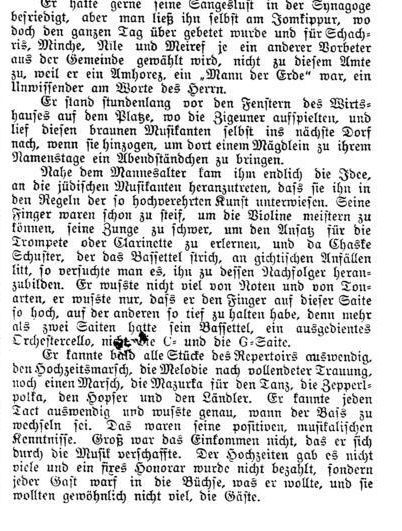 Er hätte gerne seine Sangeslust in der Synagoge
befriedigt, aber man ließ ihn selbst am Jomkippur, wo
doch den ganzen Tag über gebetet wurde und für Schach-
ris, Minche, Nile und Meiref je ein anderer Vorbeter
aus der Gemeinde gewählt wird, nicht zu diesem Amte
zu, weil er ein Amhorez, ein „Mann der Erde“ war, ein
Unwissender am Worte des Herrn.
Er stand stundenlang vor den Fenstern des Wirts-
hauses auf dem Platze, wo die Zigeuner aufspielten, und
lief diesen braunen Musikanten selbst ins nächste Dorf
nach, wenn sie hinzogen, um dort einem Mägdlein zu ihrem
Namenstage ein Abendständchen zu bringen.
Nahe dem Mannesalter kam ihm endlich die Idee,
an die jüdischen Musikanten heranzutreten, dass sie ihn in
den Regeln der so hochverehrten Kunst unterwiesen. Seine
Finger waren schon zu steif, um die Violine meistern zu
können, seine Zunge zu schwer, um den Ansatz für die
Trompete oder Clarinette zu erlernen, und da Chaske
Schuster, der das Bassettel strich, an gichtischen Anfällen
litt, so versuchte man es, ihn zu dessen Nachfolger heran-
zubilden. Er wusste nicht viel von Noten und von Ton-
arten, er wusste nur, dass er den Finger auf dieser Saite
so hoch, auf der anderen so tief zu halten habe, denn mehr
als zwei Saiten hatte sein Bassettel, ein ausgedientes
Orchestercello, nicht, die C- und die G-Saite.
Er kannte bald alle Stücke des Repertoirs auswendig,
den Hochzeitsmarsch, die Melodie nach vollendeter Trauung,
noch einen Marsch, die Mazurka für den Tanz, die Zepperl-
polka, den Hopser und den Ländler. Er kannte jeden
Tact auswendig und wusste genau, wann der Bass zu
wechseln sei. Das waren seine positiven, musikalischen
Kenntnisse. Groß war das Einkommen nicht, das er sich
durch die Musik verschaffte. Der Hochzeiten gab es nicht
viele und ein fixes Honorar wurde nicht bezahlt, sondern
jeder Gast warf in die Büchse, was er wollte, und sie
wollten gewöhnlich nicht viel, die Gäste.